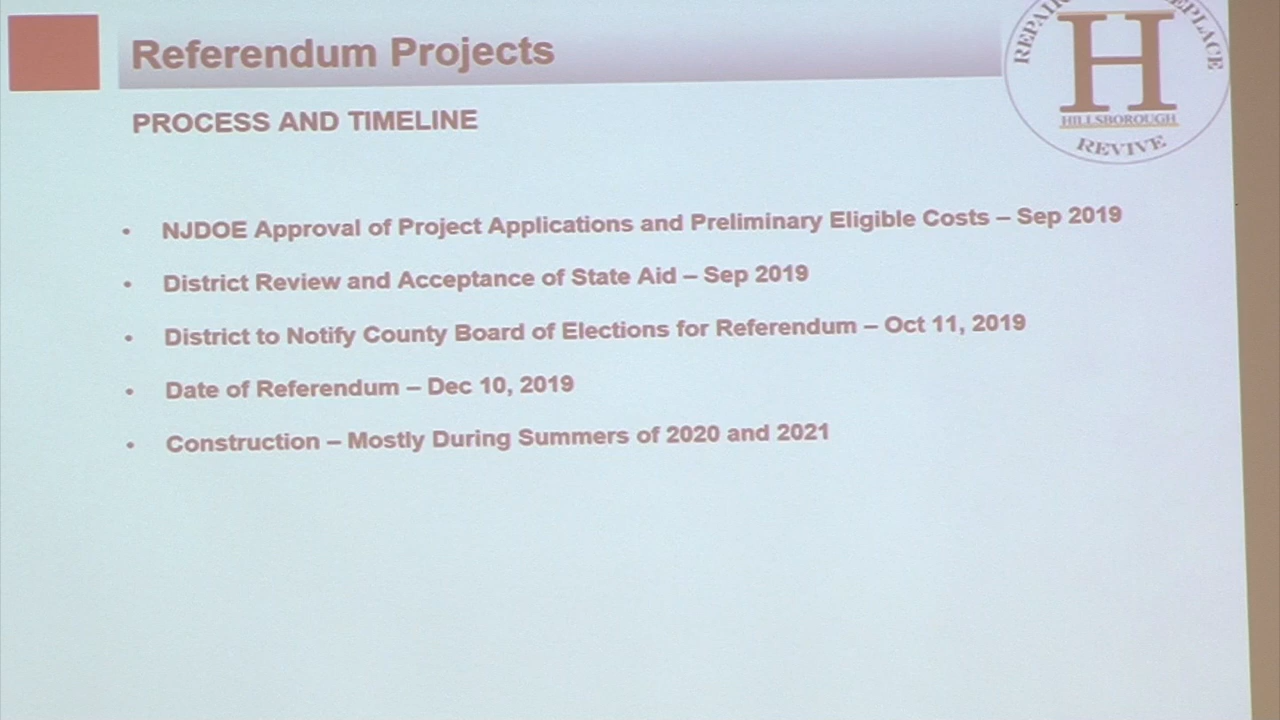 Referendum Projects
REPAIR
REPLACE
H
HILLSBOROUGH
REVIVE
PROCESS AND TIMELINE
• NJDOE Approval of Project Applications and Preliminary Eligible Costs – Sep 2019
• District Review and Acceptance of State Aid – Sep 2019
• District to Notify County Board of Elections for Referendum – Oct 11, 2019
• Date of Referendum – Dec 10, 2019
• Construction – Mostly During Summers of 2020 and 2021